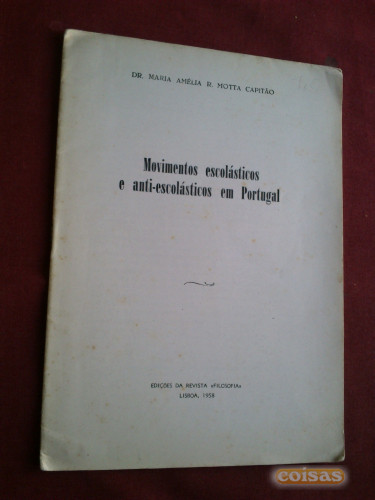 DR. MARIA AMÉLIA B. MOTTA CAPITÃO
Movimentos escolásticos
e anti-escolásticos em Portugal
EDIÇÕES DA REVISTA «FILOSOFIA»
LISBOA, 1959
coisas